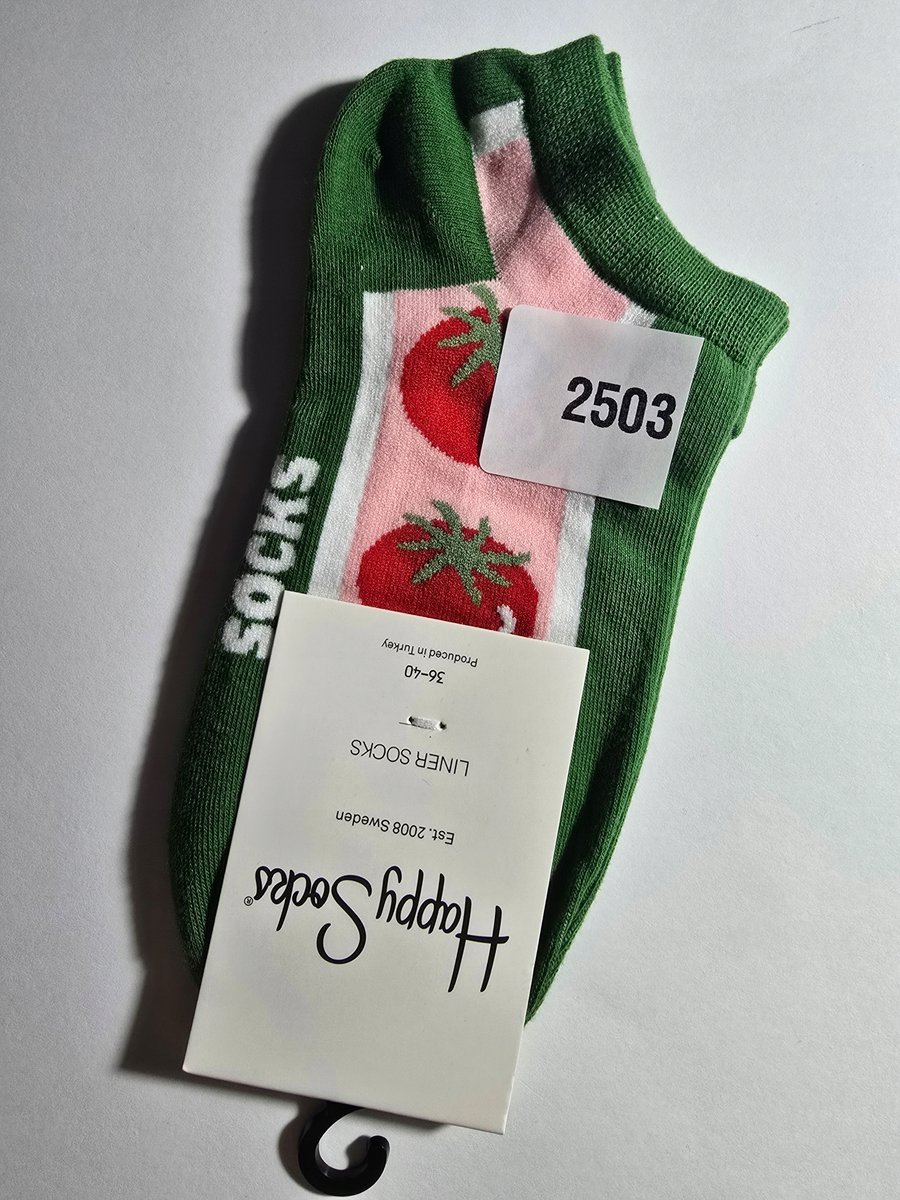 2503
SOCKS
Happy Socks®
Est. 2008 Sweden
LINER SOCKS
36–40
Produced in Turkey